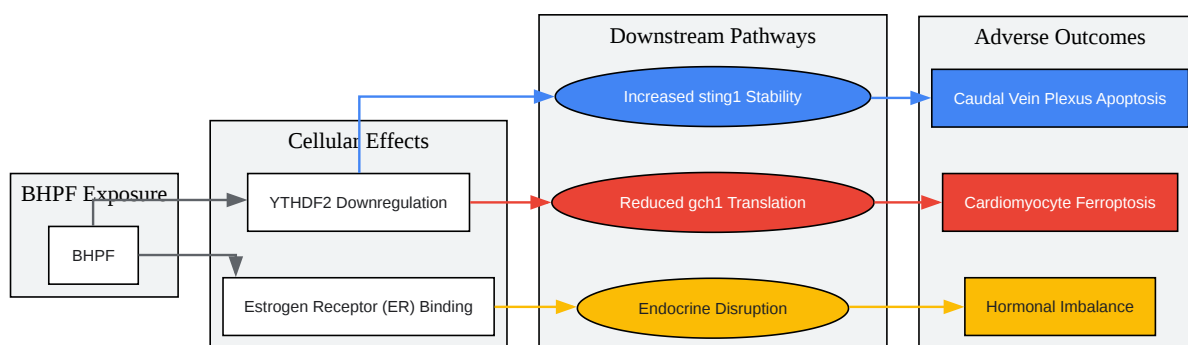 BHPF Exposure
BHPF
Cellular Effects
YTHDF2 Downregulation
Estrogen Receptor (ER) Binding
Downstream Pathways
Increased sting1 Stability
Reduced gch1 Translation
Endocrine Disruption
Adverse Outcomes
Caudal Vein Plexus Apoptosis
Cardiomyocyte Ferroptosis
Hormonal Imbalance